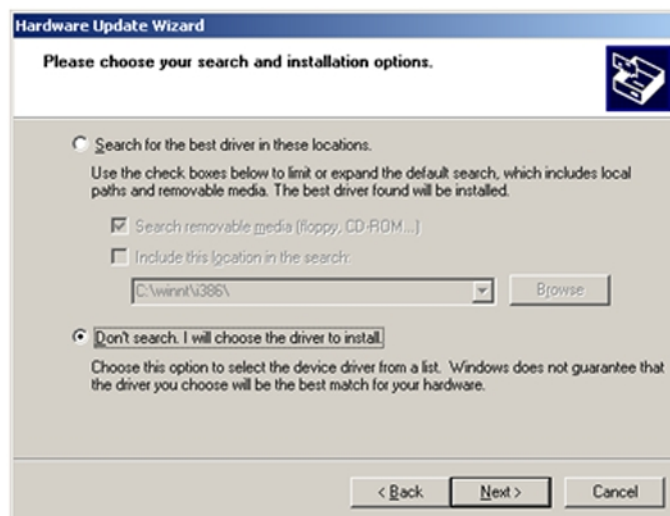 Hardware Update Wizard
Please choose your search and installation options.
Search for the best driver in these locations.
Use the check boxes below to limit or expand the default search, which includes local
paths and removable media. The best driver found will be installed.
Search removable media (floppy, CD-ROM...)
Include this location in the search:
C:\winnt\i386\
Browse
Don't search. I will choose the driver to install.
Choose this option to select the device driver from a list. Windows does not guarantee that
the driver you choose will be the best match for your hardware.
< Back
Next >
Cancel